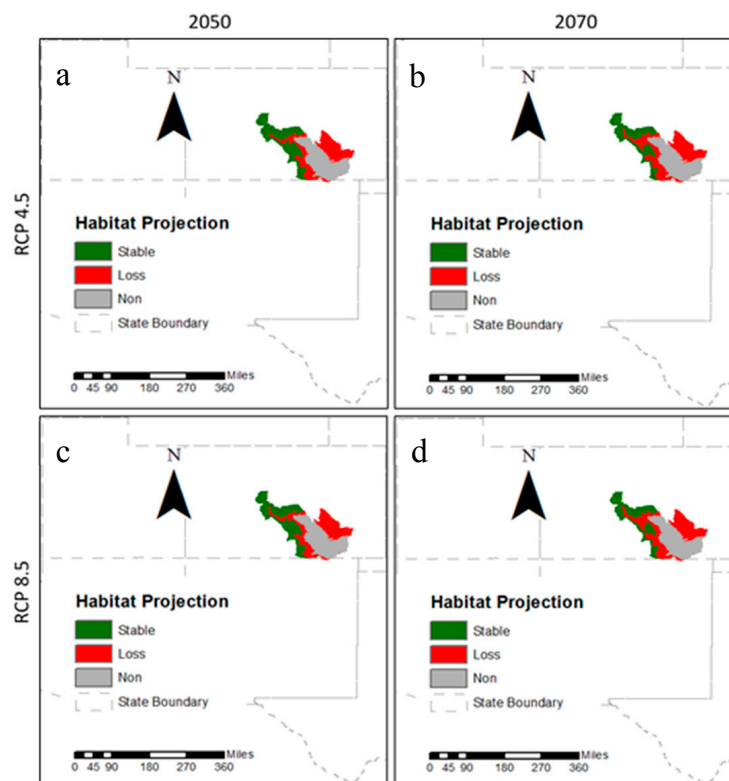 2050 2070
RCP 4.5
a
N
Habitat Projection
Stable
Loss
Non
State Boundary
Miles
0 45 90 180 270 360
b
N
Habitat Projection
Stable
Loss
Non
State Boundary
Miles
0 45 90 180 270 360
RCP 8.5
c
N
Habitat Projection
Stable
Loss
Non
State Boundary
Miles
0 45 90 180 270 360
d
N
Habitat Projection
Stable
Loss
Non
State Boundary
Miles
0 45 90 180 270 360